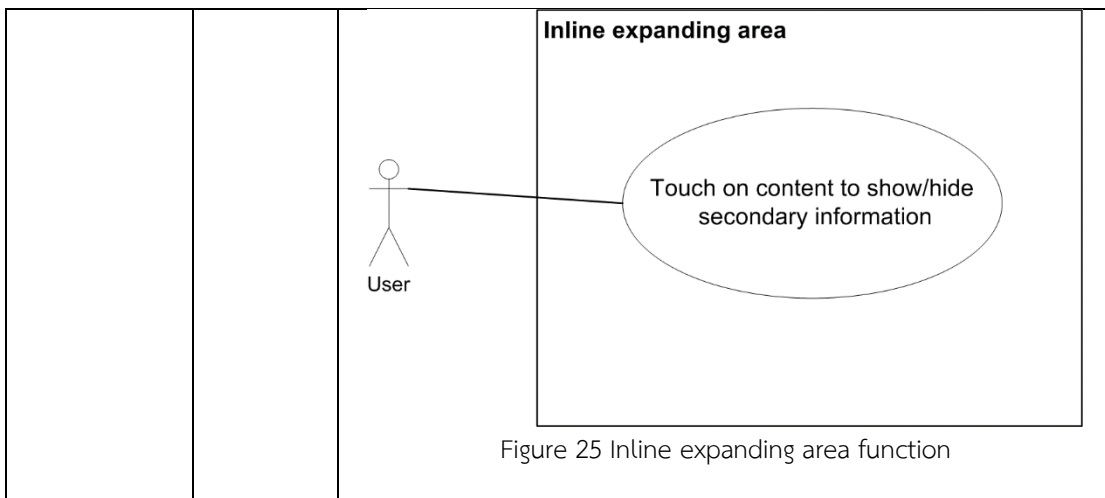 Inline expanding area
Touch on content to show/hide
secondary information
User
Figure 25 Inline expanding area function